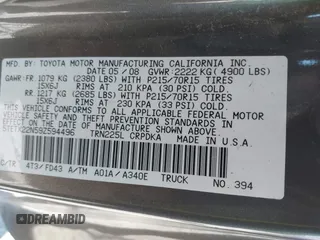 MFD. BY: TOYOTA MOTOR MANUFACTURING CALIFORNIA INC.
DATE 05/08 GVWR:2222 KG( 4900 LBS)
GAWR:FR.1079 KG (2380 LBS) WITH P215/70R15 TIRES
15X6J RIMS AT 210 KPA (30 PSI) COLD
RR.1217 KG (2685 LBS) WITH P215/70R15 TIRES
15X6J RIMS AT 230 KPA (33 PSI) COLD
THIS VEHICLE CONFORMS TO ALL APPLICABLE FEDERAL MOTOR
VEHICLE SAFETY STANDARDS IN EFFECT ON THE DATE OF
MANUFACTURE SHOWN ABOVE.
5TETX22N59Z594495 TRN225L CRPDKA MADE IN U.S.A.
C/TR 4T3/FD43 A/TM A01A/A340E TRUCK NO. 394
DREAMBID